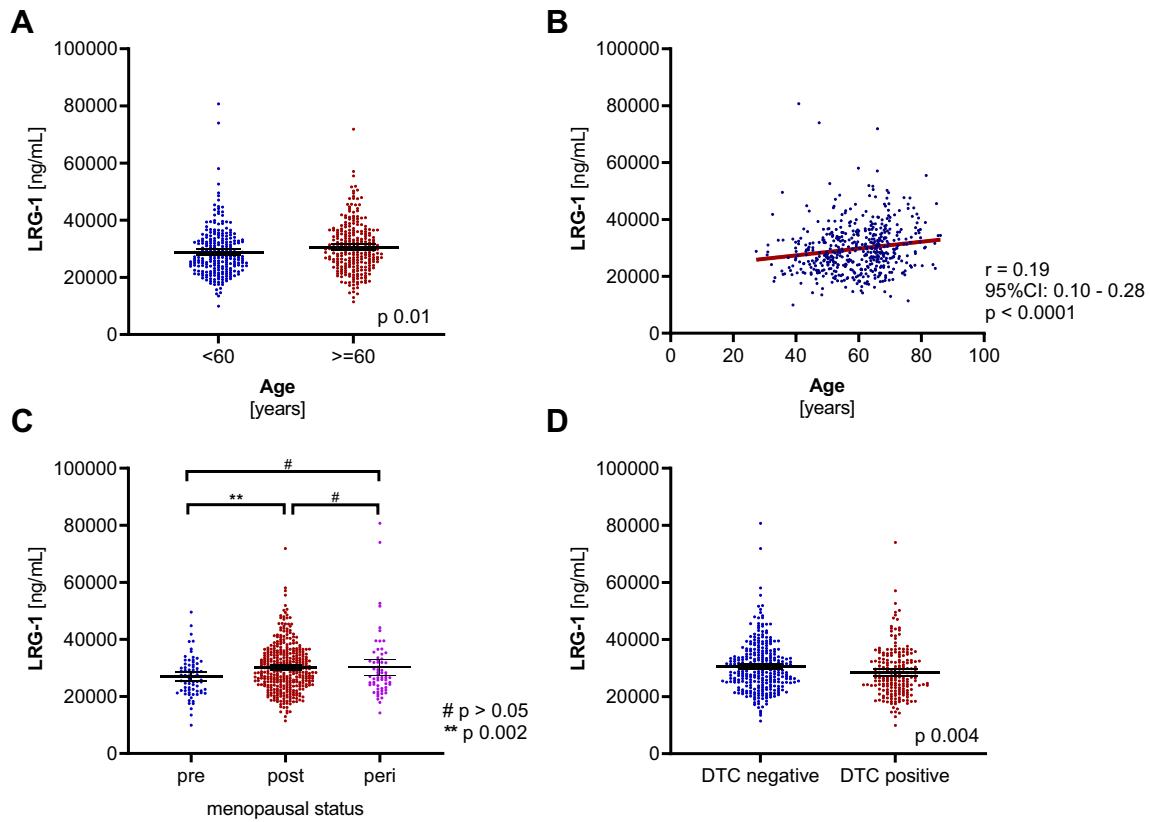 A
100000
80000
60000
40000
20000
0
LRG-1 [ng/mL]
<60
>=60
p 0.01
Age
[years]
B
100000
80000
60000
40000
20000
0
LRG-1 [ng/mL]
0 20 40 60 80 100
Age
[years]
r = 0.19
95%CI: 0.10 - 0.28
p < 0.0001
C
100000
80000
60000
40000
20000
0
LRG-1 [ng/mL]
#
**
#
pre post peri
menopausal status
# p > 0.05
** p 0.002
D
100000
80000
60000
40000
20000
0
LRG-1 [ng/mL]
p 0.004
DTC negative DTC positive